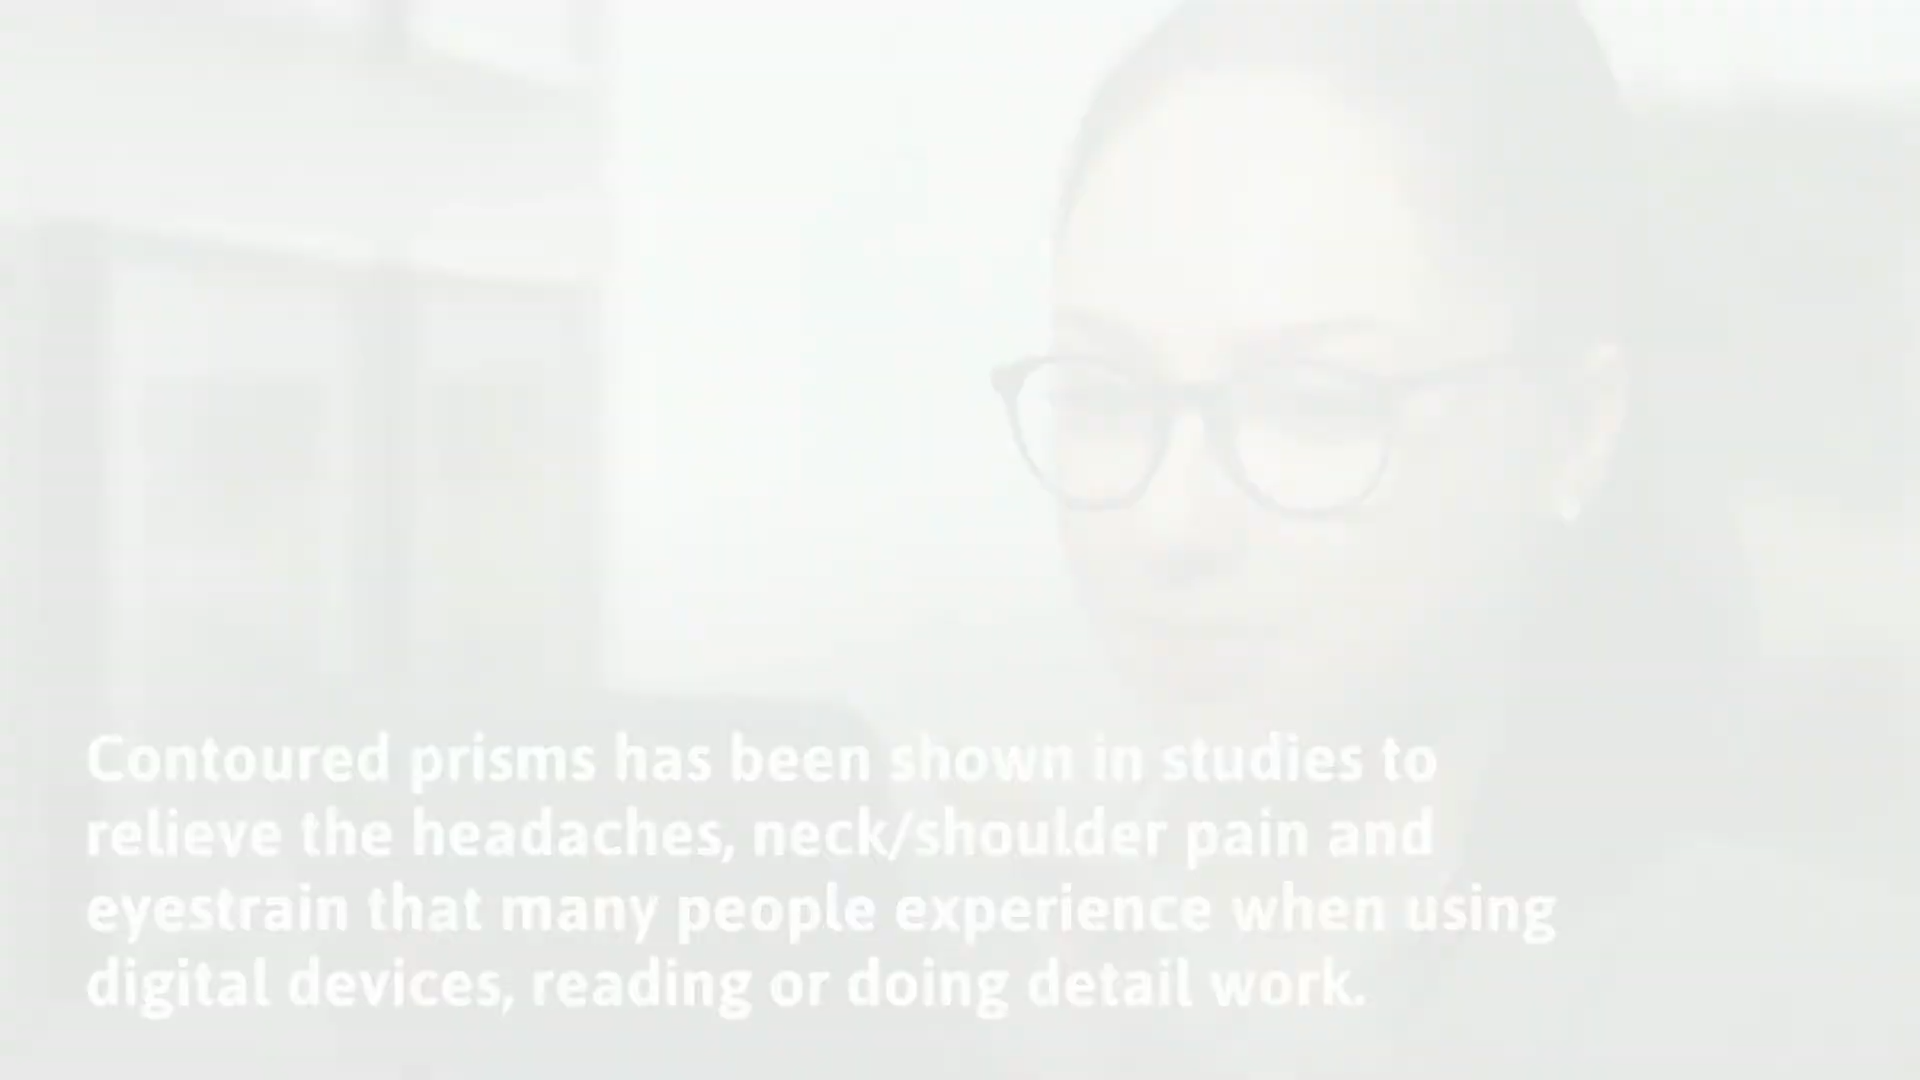 Contoured prisms has been shown in studies to
relieve the headaches, neck/shoulder pain and
eyestrain that many people experience when using
digital devices, reading or doing detail work.